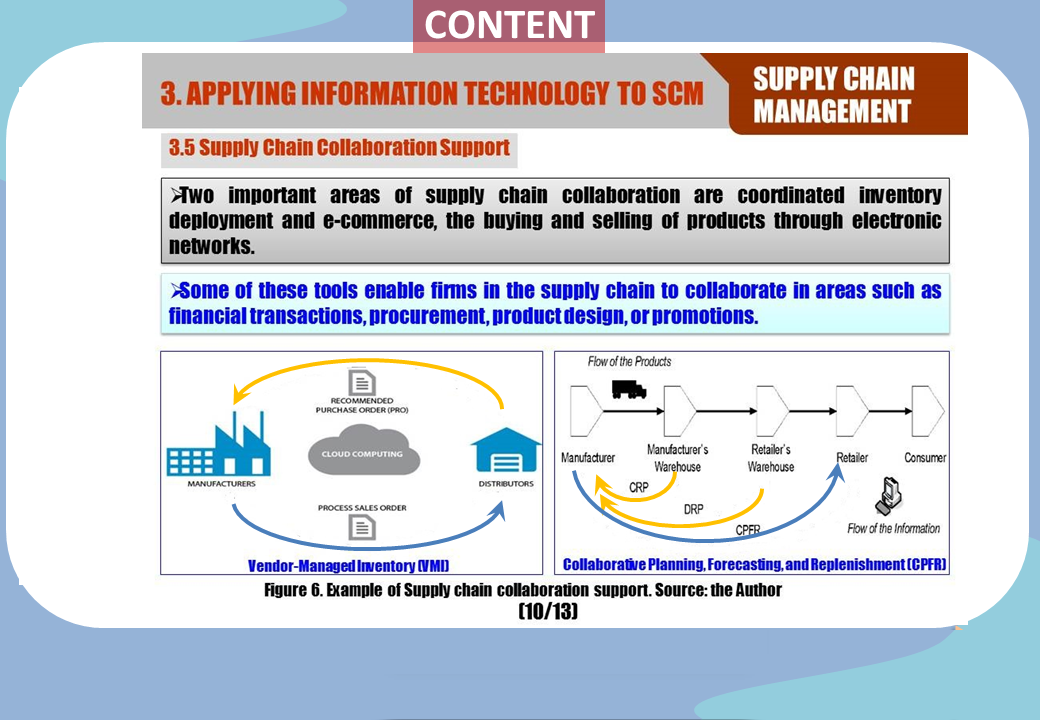 CONTENT
3. APPLYING INFORMATION TECHNOLOGY TO SCM
SUPPLY CHAIN
MANAGEMENT
3.5 Supply Chain Collaboration Support
➢Two important areas of supply chain collaboration are coordinated inventory
deployment and e-commerce, the buying and selling of products through electronic
networks.
➢Some of these tools enable firms in the supply chain to collaborate in areas such as
financial transactions, procurement, product design, or promotions.
RECOMMENDED
PURCHASE ORDER (PRO)
CLOUD COMPUTING
MANUFACTURERS
DISTRIBUTORS
PROCESS SALES ORDER
Vendor-Managed Inventory (VMI)
Flow of the Products
Manufacturer
Manufacturer's
Warehouse
Retailer's
Warehouse
Retailer
Consumer
CRP
DRP
CPFR
Flow of the Information
Collaborative Planning, Forecasting, and Replenishment (CPFR)
Figure 6. Example of Supply chain collaboration support. Source: the Author
(10/13)